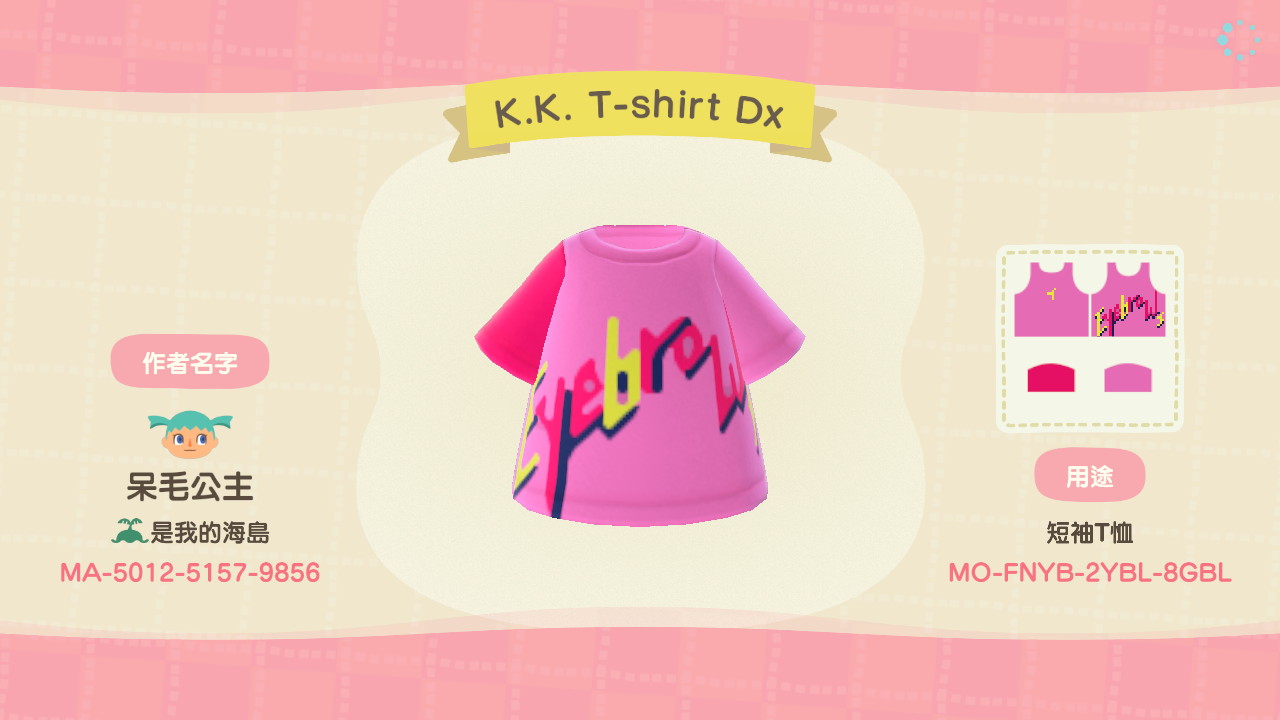 K.K. T-shirt Dx
eyebrow
作者名字
呆毛公主
是我的海島
MA-5012-5157-9856
用途
短袖T恤
MO-FNYB-2YBL-8GBL